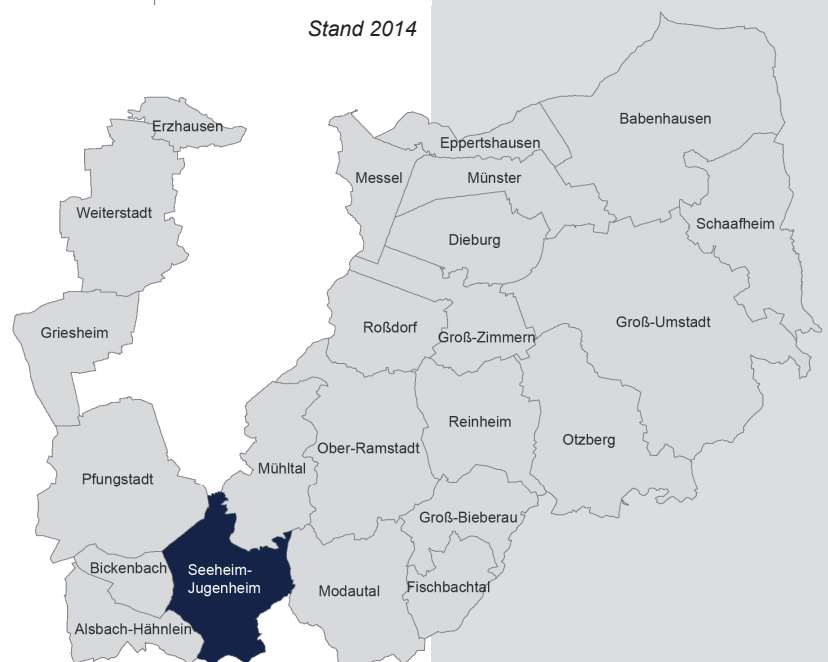 Stand 2014
Babenhausen
Erzhausen
Eppertshausen
Messel
Münster
Weiterstadt
Schaafheim
Dieburg
Groß-Umstadt
Roßdorf
Griesheim
Groß-Zimmern
Reinheim
Otzberg
Ober-Ramstadt
Mühltal
Pfungstadt
Groß-Bieberau
Bickenbach
Seeheim-
Jugenheim
Fischbachtal
Modautal
Alsbach-Hähnlein